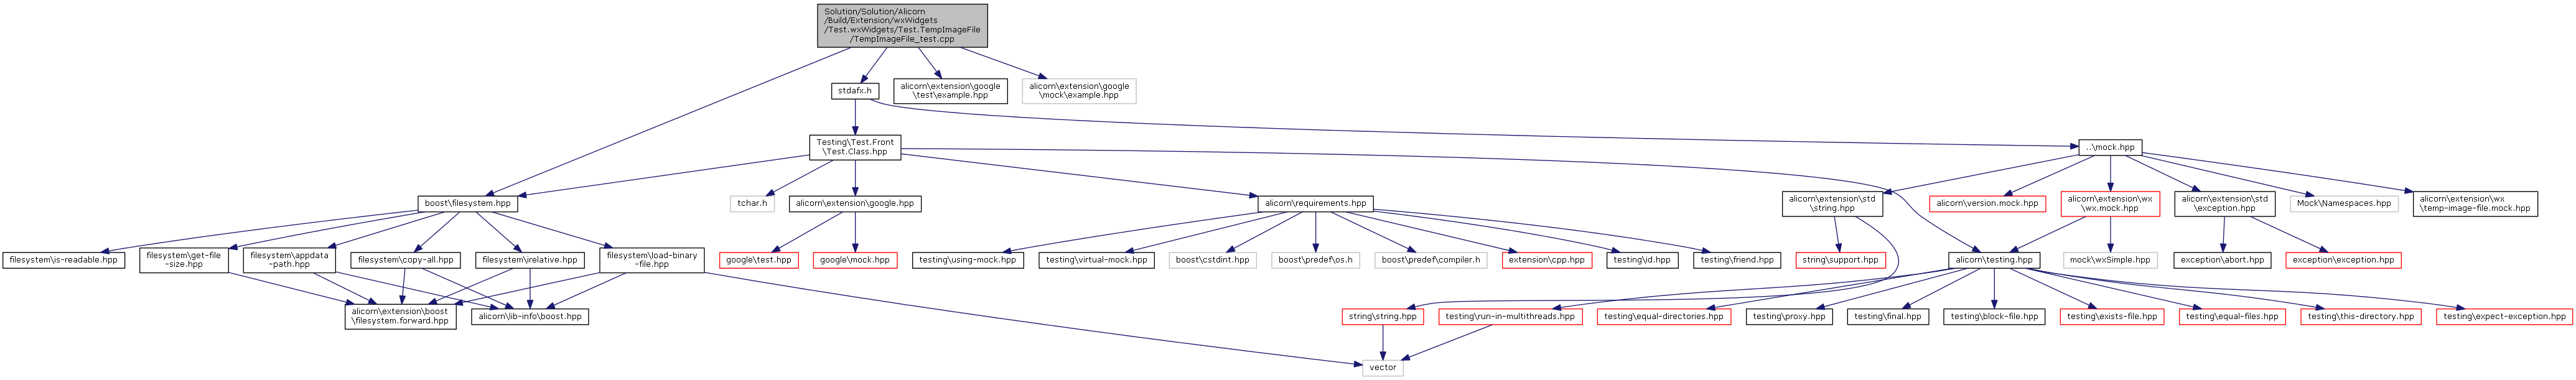 Solution/Solution/Alicorn
/Build/Extension/wxWidgets
/Test.wxWidgets/Test.TempImageFile
/TempImageFile_test.cpp
stdafx.h
alicorn\extension\google
\test\example.hpp
alicorn\extension\google
\mock\example.hpp
Testing\Test.Front
\Test.Class.hpp
..\mock.hpp
boost\filesystem.hpp
tchar.h
alicorn\extension\google.hpp
alicorn\requirements.hpp
alicorn\extension\std
\string.hpp
alicorn\version.mock.hpp
alicorn\extension\wx
\wx.mock.hpp
alicorn\extension\std
\exception.hpp
Mock\Namespaces.hpp
alicorn\extension\wx
\temp-image-file.mock.hpp
filesystem\is-readable.hpp
filesystem\get-file
-size.hpp
filesystem\appdata
-path.hpp
filesystem\copy-all.hpp
filesystem\irelative.hpp
filesystem\load-binary
-file.hpp
google\test.hpp
google\mock.hpp
testing\using-mock.hpp
testing\virtual-mock.hpp
boost\cstdint.hpp
boost\predef\os.h
boost\predef\compiler.h
extension\cpp.hpp
testing\id.hpp
testing\friend.hpp
string\support.hpp
alicorn\testing.hpp
mock\wxSimple.hpp
exception\abort.hpp
exception\exception.hpp
alicorn\extension\boost
\filesystem.forward.hpp
alicorn\lib-info\boost.hpp
string\string.hpp
testing\run-in-multithreads.hpp
testing\equal-directories.hpp
testing\proxy.hpp
testing\final.hpp
testing\block-file.hpp
testing\exists-file.hpp
testing\equal-files.hpp
testing\this-directory.hpp
testing\expect-exception.hpp
vector